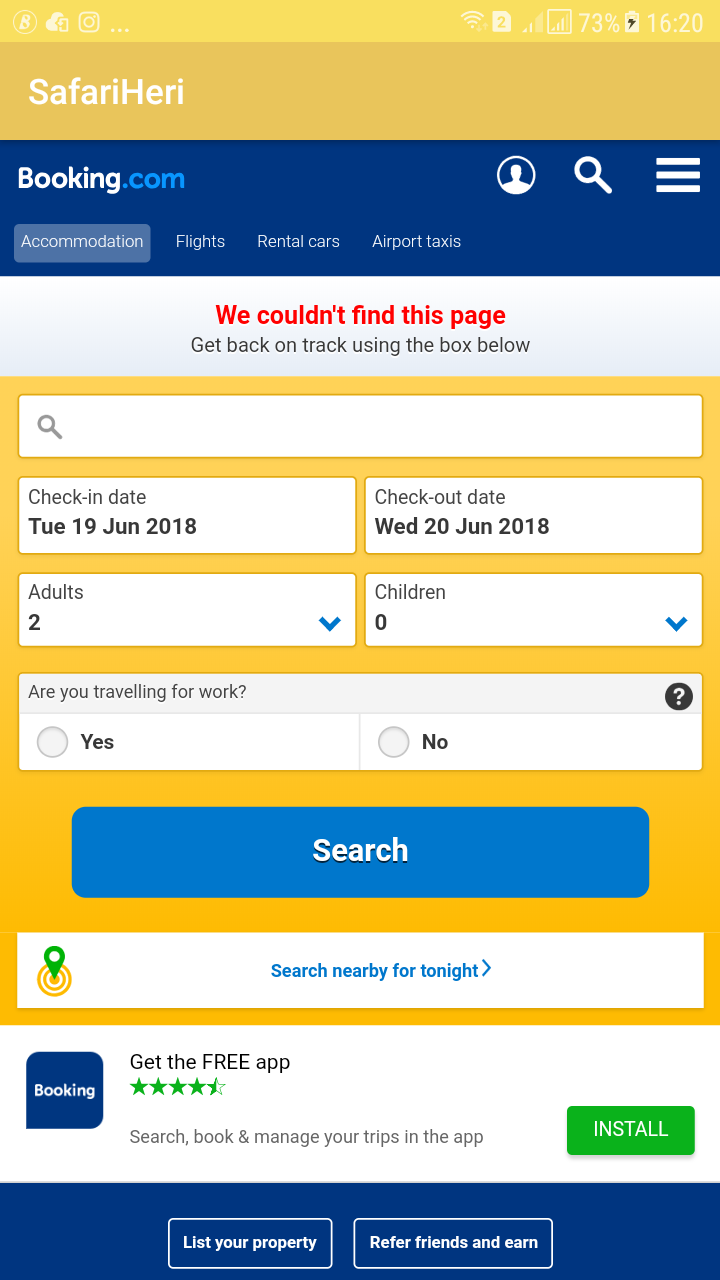 ... 2 73% 16:20
SafariHeri
Booking.com
Accommodation Flights Rental cars Airport taxis
We couldn't find this page
Get back on track using the box below
Check-in date Check-out date
Tue 19 Jun 2018 Wed 20 Jun 2018
Adults Children
2 0
Are you travelling for work? ?
Yes No
Search
Search nearby for tonight
Get the FREE app
Booking
Search, book & manage your trips in the app
INSTALL
List your property Refer friends and earn